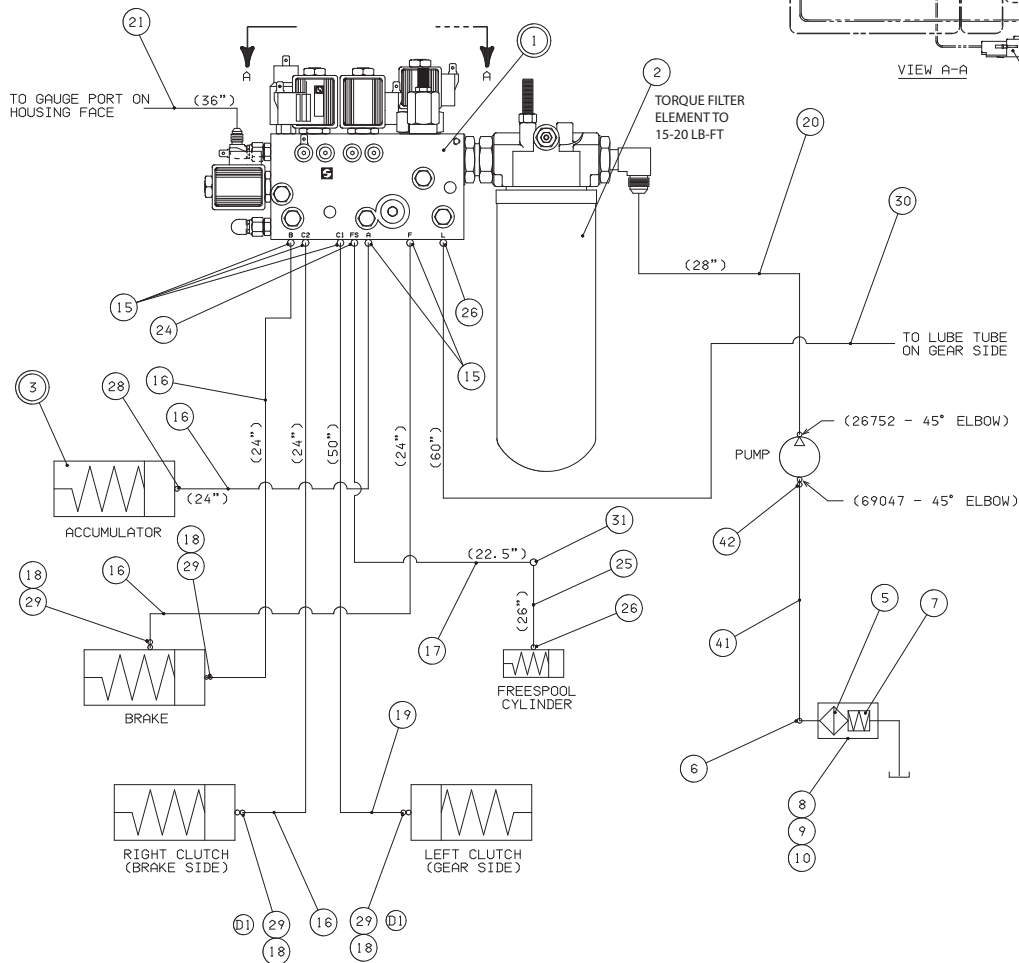 21
1
2
VIEW A-A
A
A
TO GAUGE PORT ON
HOUSING FACE
(36”)
TORQUE FILTER
ELEMENT TO
15-20 LB-FT
20
30
B C2 C1 FS A F L
(28”)
15
24
26
15
TO LUBE TUBE
ON GEAR SIDE
16
3
28
16
(24”)
(24”)
(50”)
(24”)
(60”)
(24”)
ACCUMULATOR
(26752 - 45° ELBOW)
PUMP
(69047 - 45° ELBOW)
42
18
29
18
29
16
(22.5”)
31
25
(26”)
26
17
41
5
7
BRAKE
FREESPOOL
CYLINDER
19
6
8
9
10
RIGHT CLUTCH
(BRAKE SIDE)
LEFT CLUTCH
(GEAR SIDE)
D1
29
18
16
29
18
D1